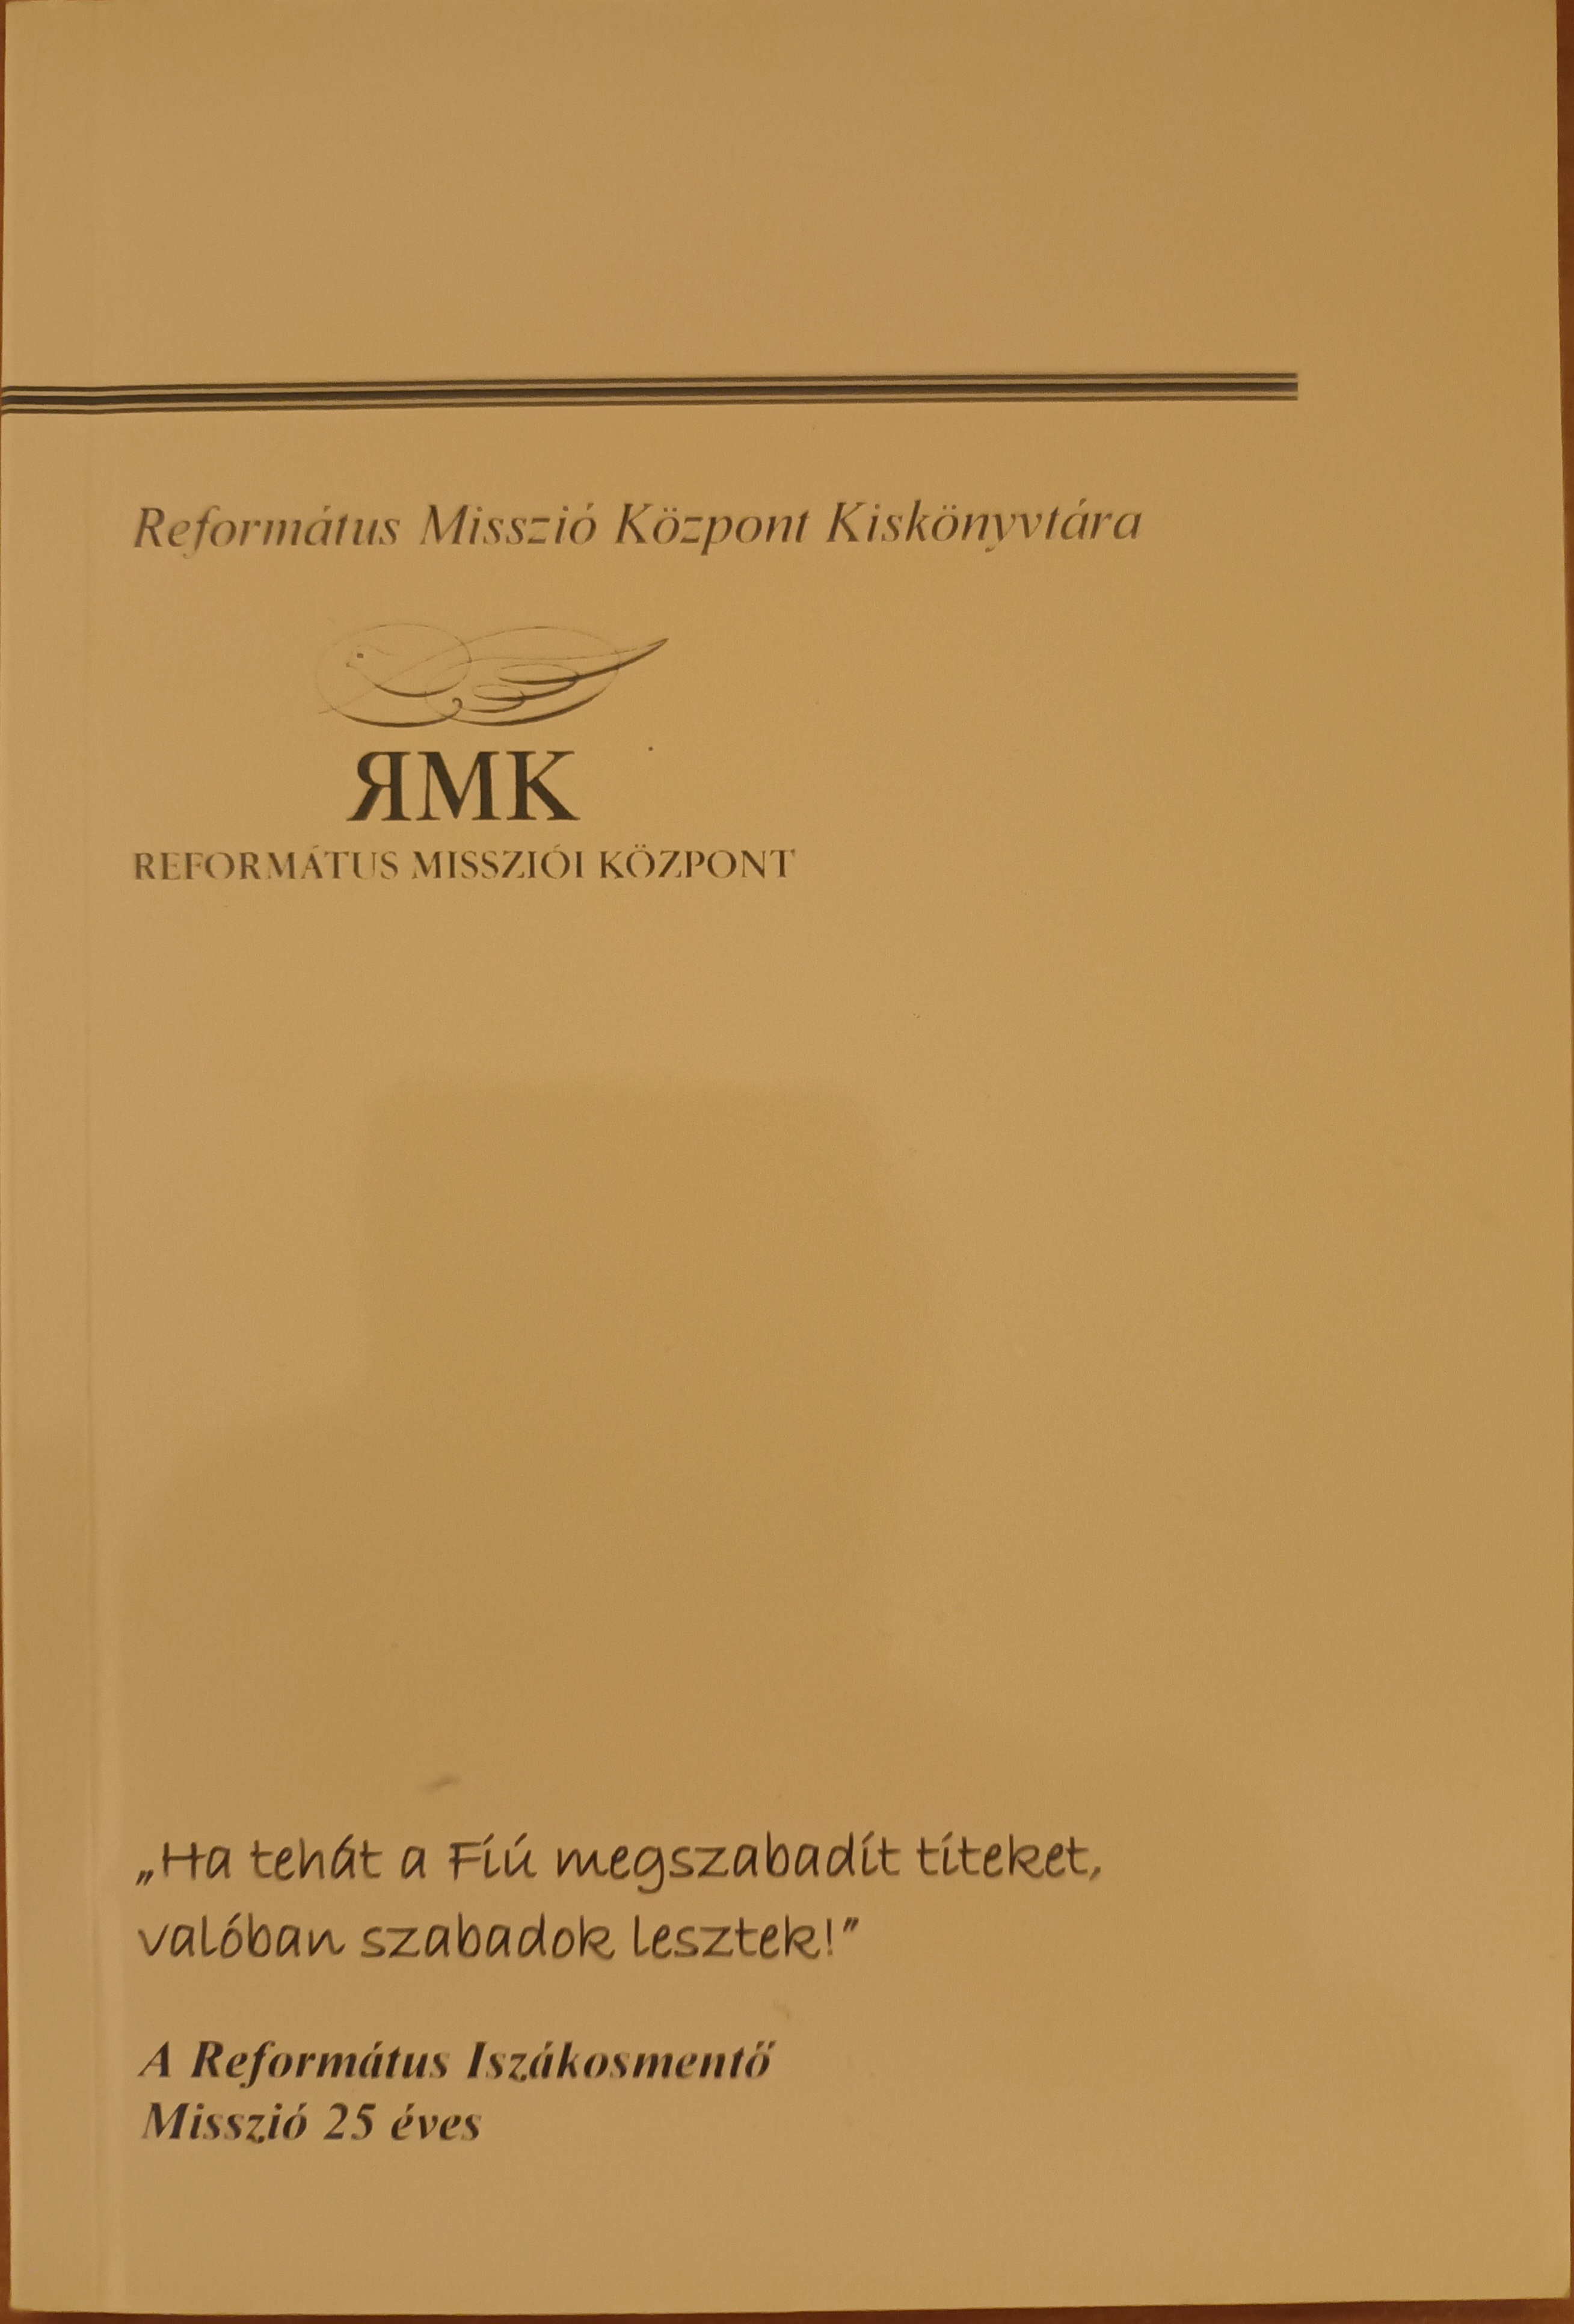 Református Misszió Központ Kiskönyvtára
ЯMK
REFORMÁTUS MISSZIÓI KÖZPONT
„Ha tehát a Fiú megszabadít titeket,
valóban szabadok lesztek!”
A Református Iszákosmentő
Misszió 25 éves